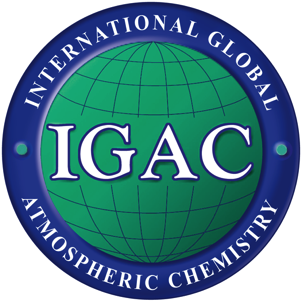 INTERNATIONAL GLOBAL
IGAC
ATMOSPHERIC CHEMISTRY